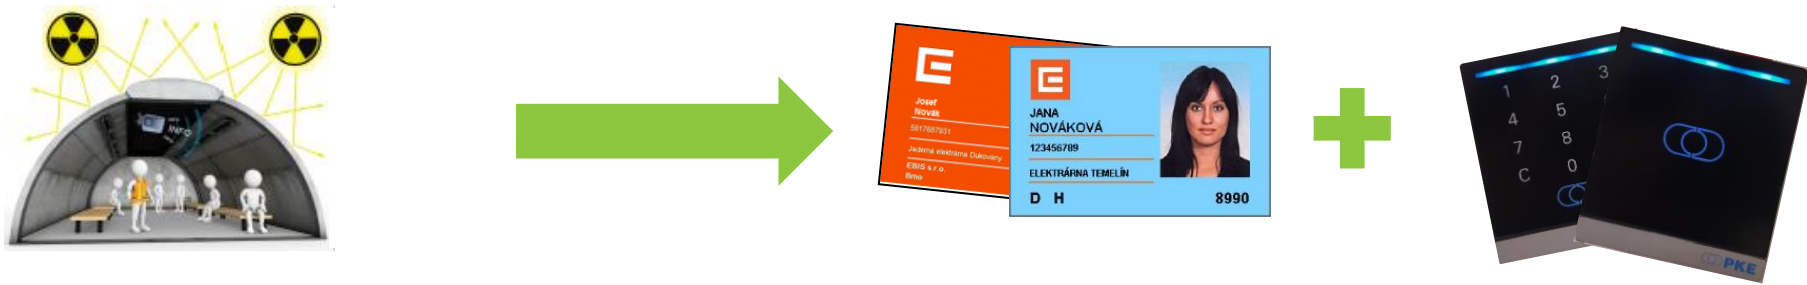 INFO
Josef
Novák
5617887931
Jaderná elektrárna Dukovany
EBIS s.r.o.
Brno
JANA
NOVÁKOVÁ
123456789
ELEKTRÁRNA TEMELÍN
D H 8990
1 2 3
4 5
7 8
C 0
PKE